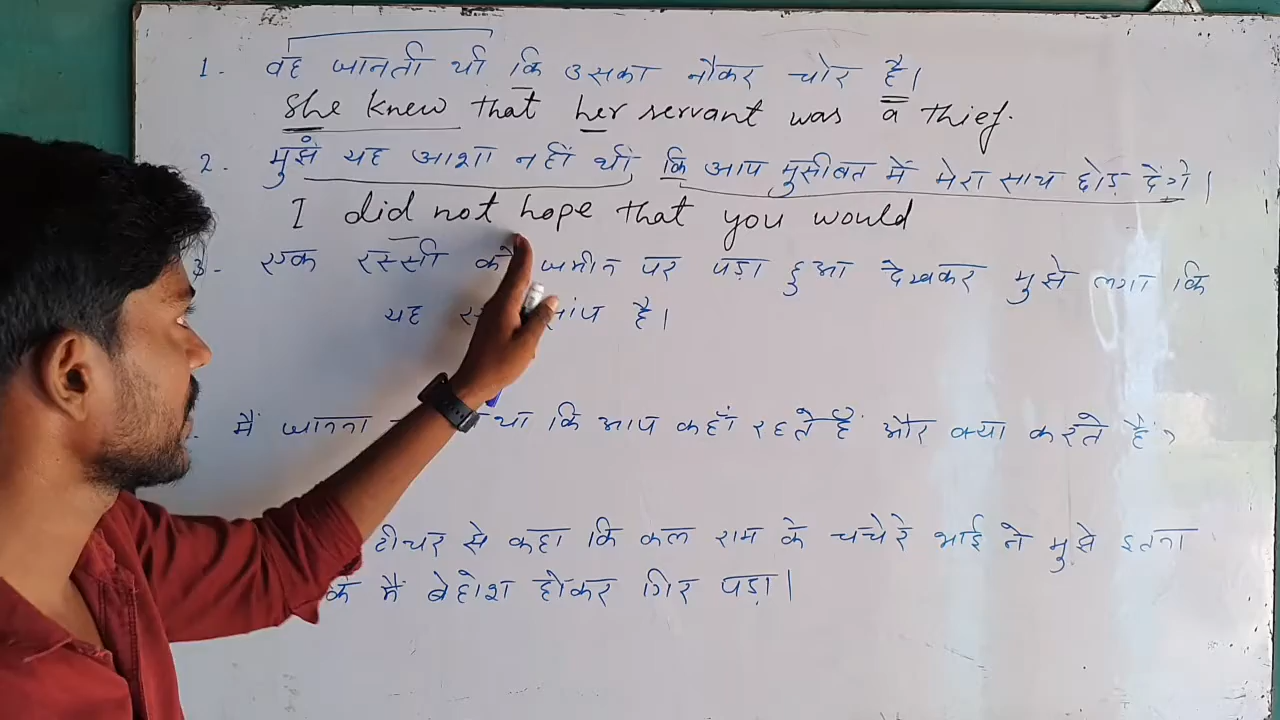 1. वह जानती थी कि उसका नौकर चोर है।
She knew that her servant was a thief.
2. मुझे यह आशा नहीं थी कि आप मुसीबत में मेरा साथ छोड़ देंगे।
I did not hope that you would
3. एक रस्सी को जमीन पर पड़ा हुआ देखकर मुझे लगा कि
यह सांप है।
मैं जानना था कि आप कहाँ रहते हैं और क्या करते हैं?
टीचर से कहा कि कल राम के चचेरे भाई ने मुझे इतना
कि मैं बेहोश होकर गिर पड़ा।